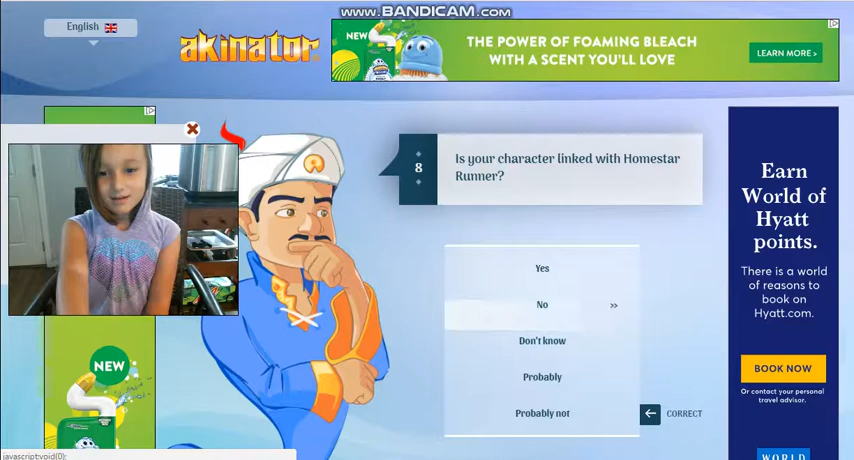 www.BANDICAM.com
English
akinator
NEW
THE POWER OF FOAMING BLEACH
WITH A SCENT YOU'LL LOVE
LEARN MORE >
8
Is your character linked with Homestar
Runner?
Yes
No
Don't know
Probably
Probably not
CORRECT
NEW
Earn
World of
Hyatt
points.
There is a world
of reasons to
book on
Hyatt.com.
BOOK NOW
Or contact your personal
travel advisor.
WORLD
javascript:void(0);